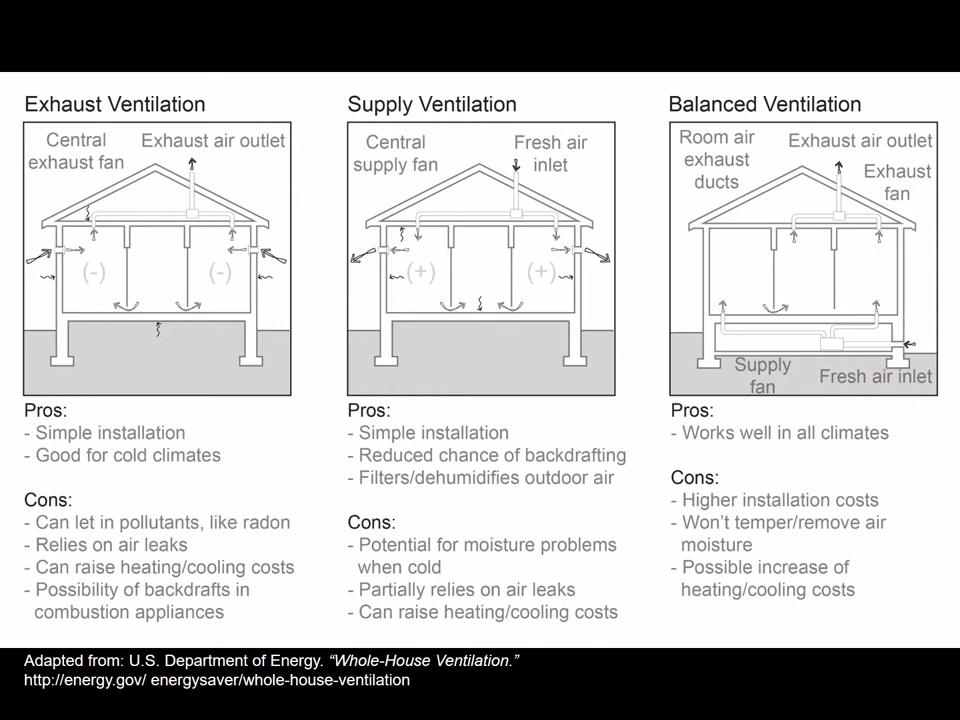 Exhaust Ventilation
Central
exhaust fan
Exhaust air outlet
(-)
(-)
Pros:
- Simple installation
- Good for cold climates
Cons:
- Can let in pollutants, like radon
- Relies on air leaks
- Can raise heating/cooling costs
- Possibility of backdrafts in
combustion appliances
Supply Ventilation
Central
supply fan
Fresh air
inlet
(+)
(+)
Pros:
- Simple installation
- Reduced chance of backdrafting
- Filters/dehumidifies outdoor air
Cons:
- Potential for moisture problems
when cold
- Partially relies on air leaks
- Can raise heating/cooling costs
Balanced Ventilation
Room air
exhaust
ducts
Exhaust air outlet
Exhaust
fan
Supply
fan
Fresh air inlet
Pros:
- Works well in all climates
Cons:
- Higher installation costs
- Won't temper/remove air
moisture
- Possible increase of
heating/cooling costs
Adapted from: U.S. Department of Energy. “Whole-House Ventilation.”
http://energy.gov/ energysaver/whole-house-ventilation